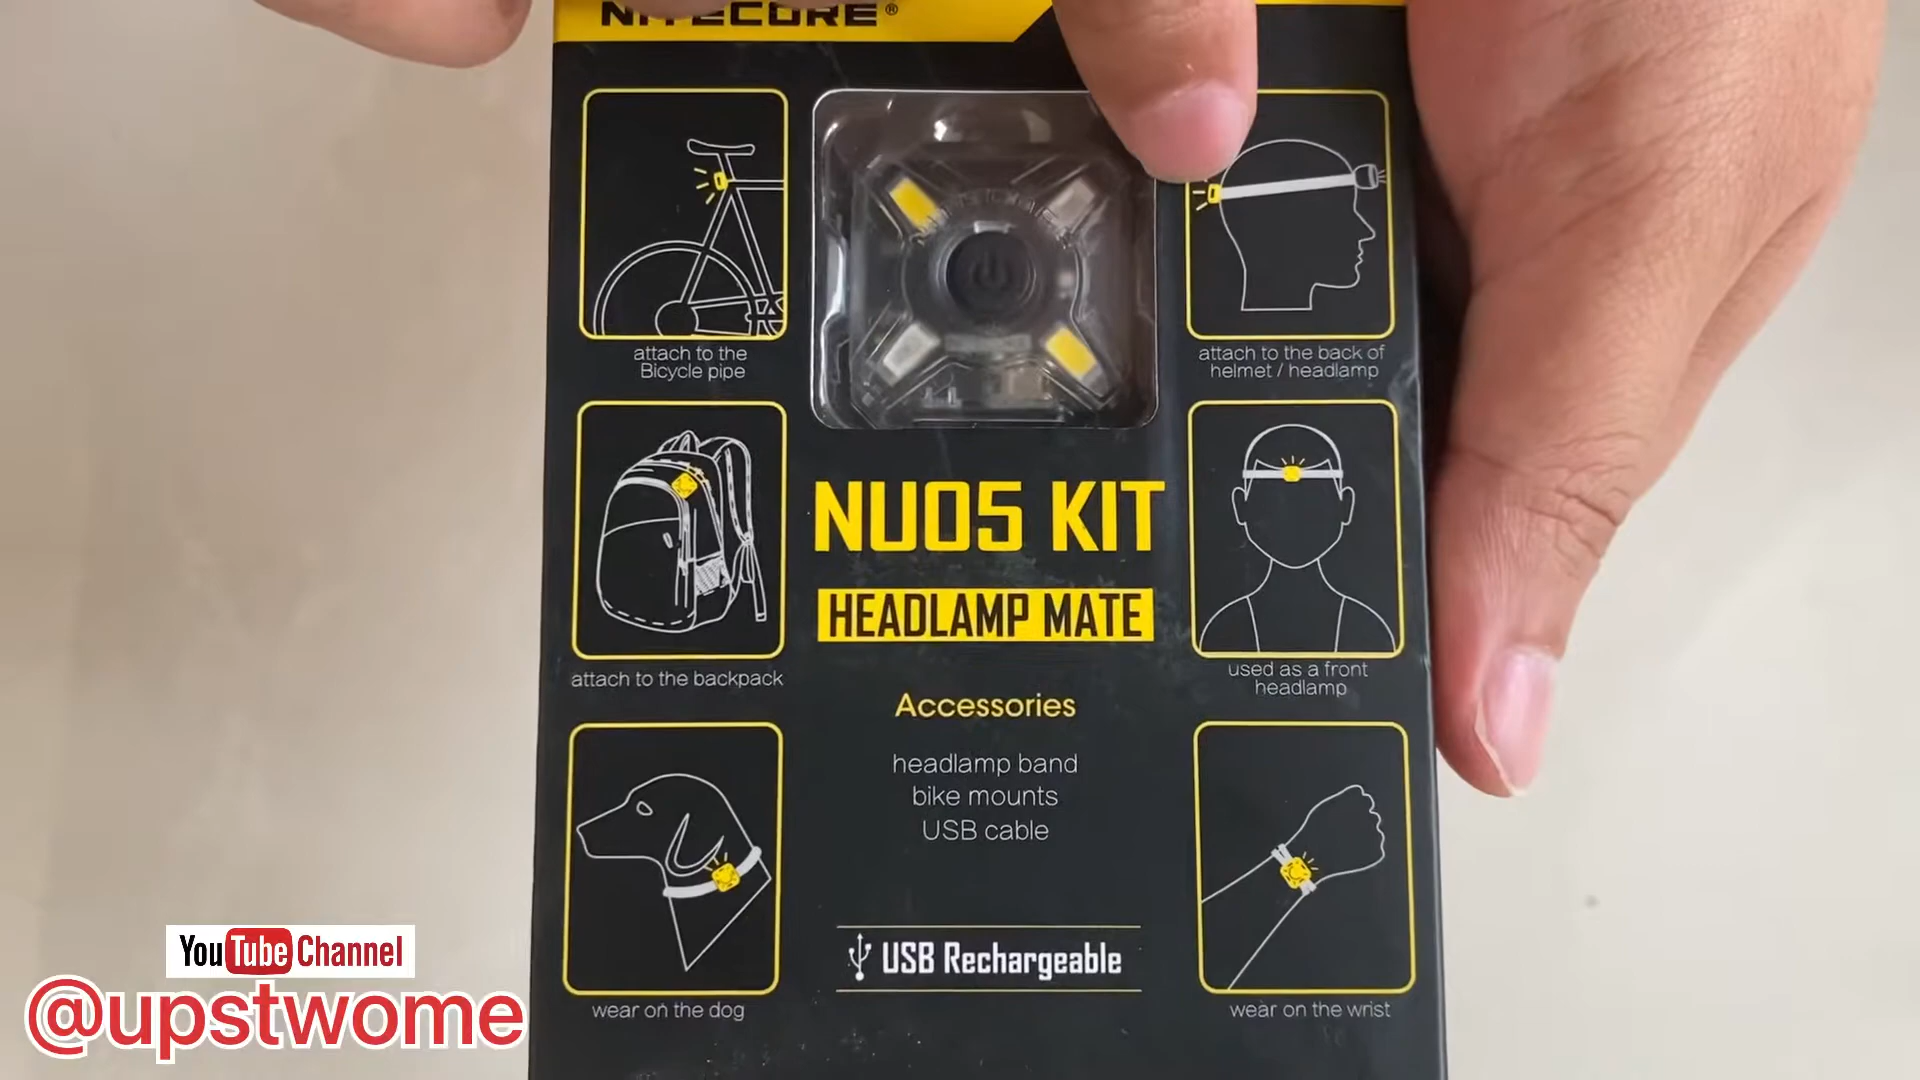 NITECORE®
attach to the
Bicycle pipe
attach to the back of
helmet / headlamp
NU05 KIT
HEADLAMP MATE
attach to the backpack
used as a front
headlamp
Accessories
headlamp band
bike mounts
USB cable
USB Rechargeable
wear on the dog
wear on the wrist
YouTube Channel
@upstwome